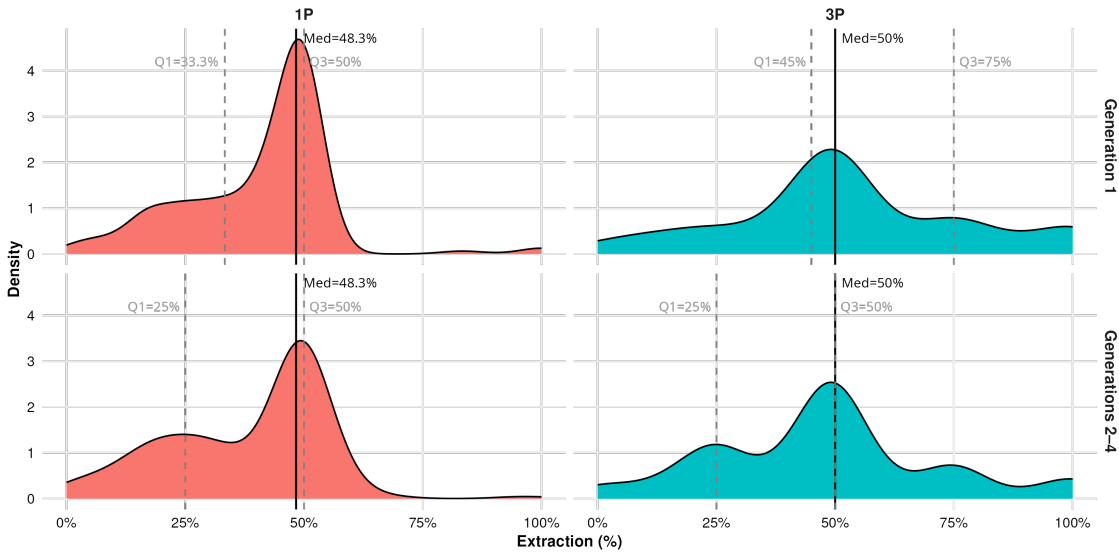 1P
3P
Med=48.3%
Q1=33.3%
Q3=50%
Med=50%
Q1=45%
Q3=75%
4
3
2
1
0
Generation 1
Density
Med=48.3%
Q1=25%
Q3=50%
Med=50%
Q1=25%
Q3=50%
4
3
2
1
0
Generations 2–4
0%
25%
50%
75%
100%
0%
25%
50%
75%
100%
Extraction (%)